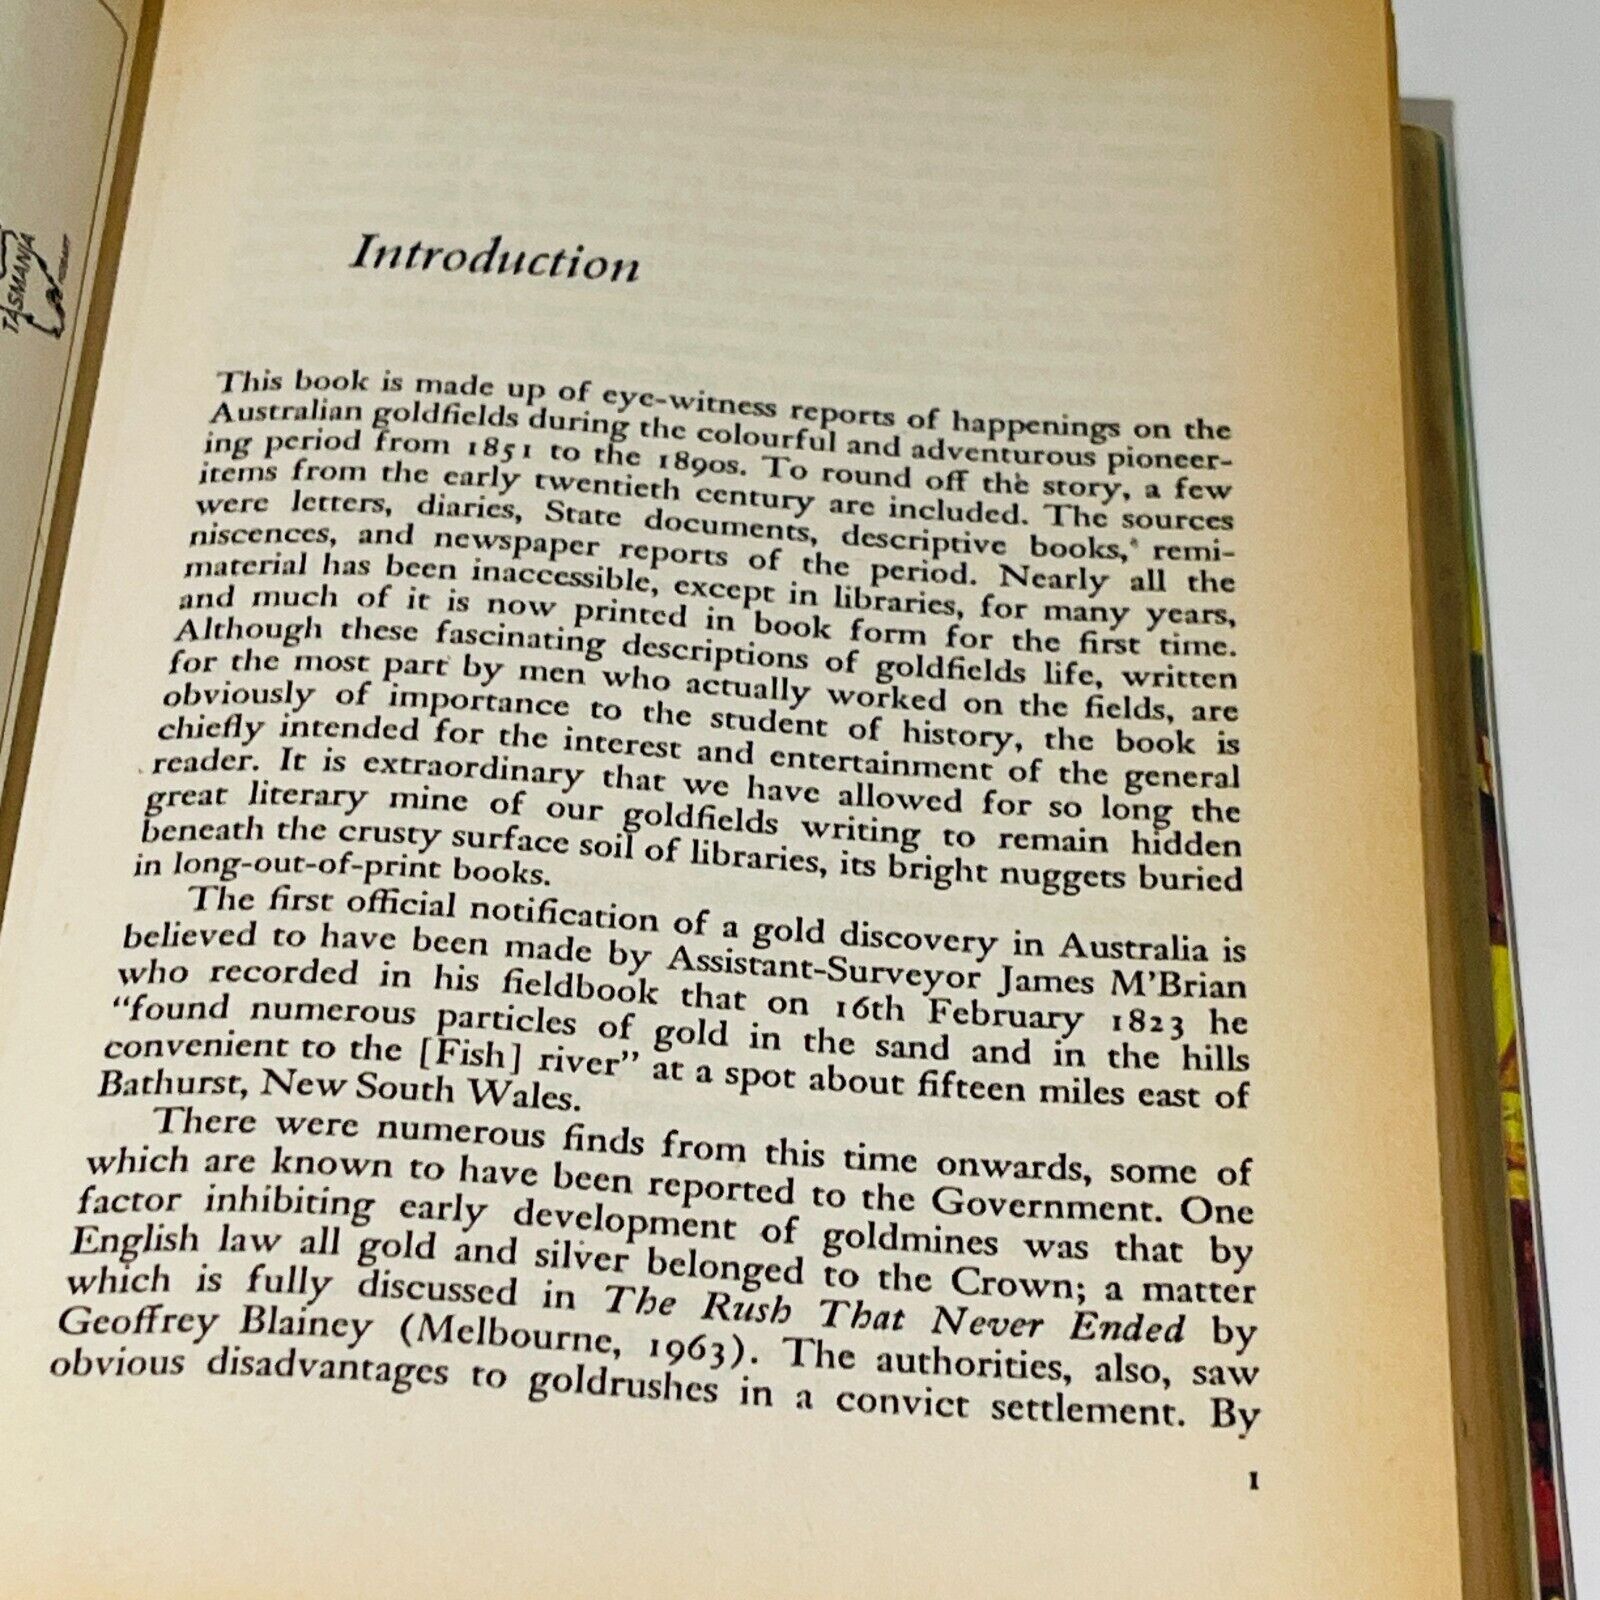 TASMANIA
Introduction
This book is made up of eye-witness reports of happenings on the
Australian goldfields during the colourful and adventurous pioneer-
ing period from 1851 to the 1890s. To round off the story, a few
items from the early twentieth century are included. The sources
were letters, diaries, State documents, descriptive books, remi-
niscences, and newspaper reports of the period. Nearly all the
material has been inaccessible, except in libraries, for many years,
and much of it is now printed in book form for the first time.
Although these fascinating descriptions of goldfields life, written
for the most part by men who actually worked on the fields, are
obviously of importance to the student of history, the book is
chiefly intended for the interest and entertainment of the general
reader. It is extraordinary that we have allowed for so long the
great literary mine of our goldfields writing to remain hidden
beneath the crusty surface soil of libraries, its bright nuggets buried
in long-out-of-print books.
The first official notification of a gold discovery in Australia is
believed to have been made by Assistant-Surveyor James M'Brian
who recorded in his fieldbook that on 16th February 1823 he
"found numerous particles of gold in the sand and in the hills
convenient to the [Fish] river" at a spot about fifteen miles east of
Bathurst, New South Wales.
There were numerous finds from this time onwards, some of
which are known to have been reported to the Government. One
factor inhibiting early development of goldmines was that by
English law all gold and silver belonged to the Crown; a matter
which is fully discussed in The Rush That Never Ended by
Geoffrey Blainey (Melbourne, 1963). The authorities, also, saw
obvious disadvantages to goldrushes in a convict settlement. By
1